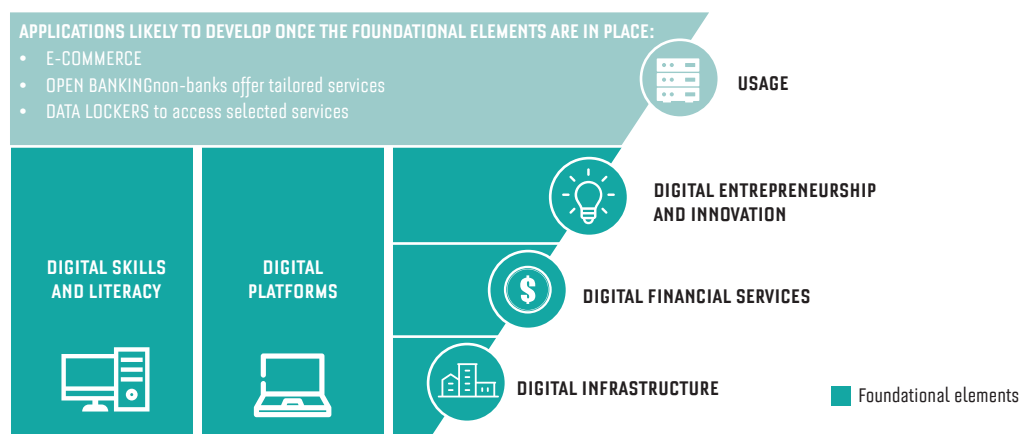 APPLICATIONS LIKELY TO DEVELOP ONCE THE FOUNDATIONAL ELEMENTS ARE IN PLACE:
• E-COMMERCE
• OPEN BANKINGnon-banks offer tailored services
• DATA LOCKERS to access selected services
USAGE
DIGITAL ENTREPRENEURSHIP
AND INNOVATION
DIGITAL SKILLS
AND LITERACY
DIGITAL
PLATFORMS
$
DIGITAL FINANCIAL SERVICES
DIGITAL INFRASTRUCTURE
Foundational elements